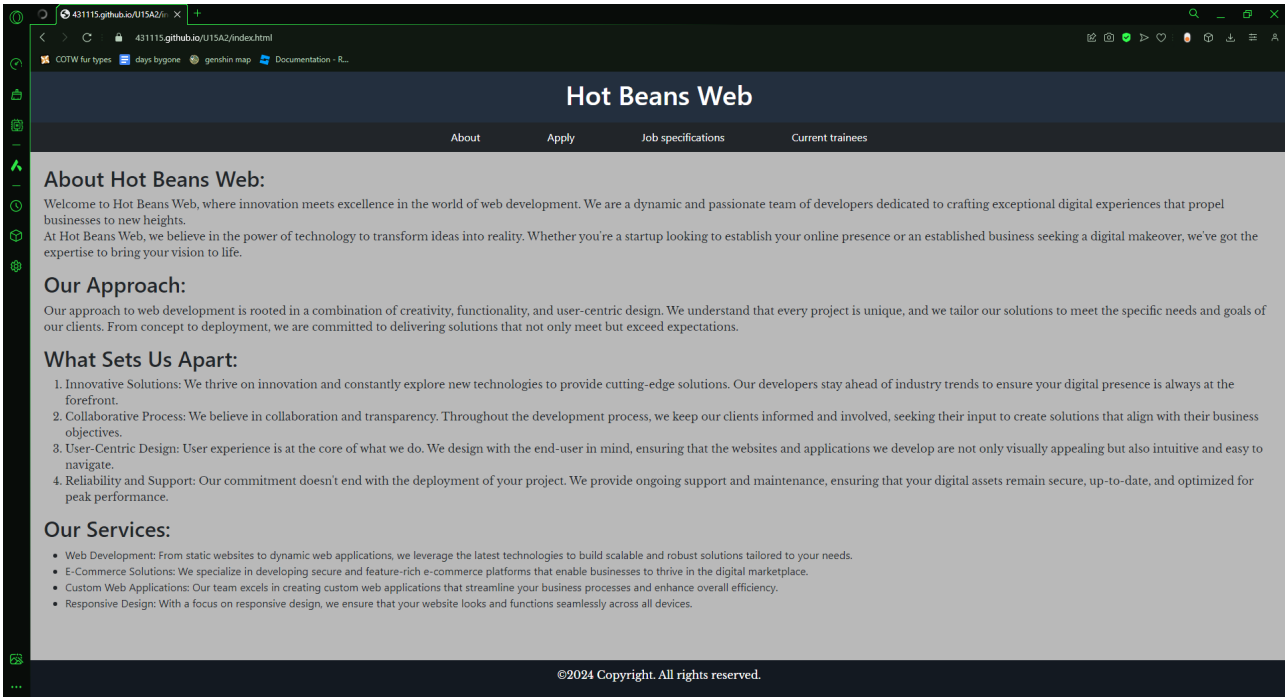 431115.github.io/U15A2/in
431115.github.io/U15A2/index.html
COTW fur types days bygone genshin map Documentation - R...
Hot Beans Web
About Apply Job specifications Current trainees
About Hot Beans Web:
Welcome to Hot Beans Web, where innovation meets excellence in the world of web development. We are a dynamic and passionate team of developers dedicated to crafting exceptional digital experiences that propel
businesses to new heights.
At Hot Beans Web, we believe in the power of technology to transform ideas into reality. Whether you're a startup looking to establish your online presence or an established business seeking a digital makeover, we've got the
expertise to bring your vision to life.
Our Approach:
Our approach to web development is rooted in a combination of creativity, functionality, and user-centric design. We understand that every project is unique, and we tailor our solutions to meet the specific needs and goals of
our clients. From concept to deployment, we are committed to delivering solutions that not only meet but exceed expectations.
What Sets Us Apart:
1. Innovative Solutions: We thrive on innovation and constantly explore new technologies to provide cutting-edge solutions. Our developers stay ahead of industry trends to ensure your digital presence is always at the
forefront.
2. Collaborative Process: We believe in collaboration and transparency. Throughout the development process, we keep our clients informed and involved, seeking their input to create solutions that align with their business
objectives.
3. User-Centric Design: User experience is at the core of what we do. We design with the end-user in mind, ensuring that the websites and applications we develop are not only visually appealing but also intuitive and easy to
navigate.
4. Reliability and Support: Our commitment doesn't end with the deployment of your project. We provide ongoing support and maintenance, ensuring that your digital assets remain secure, up-to-date, and optimized for
peak performance.
Our Services:
• Web Development: From static websites to dynamic web applications, we leverage the latest technologies to build scalable and robust solutions tailored to your needs.
• E-Commerce Solutions: We specialize in developing secure and feature-rich e-commerce platforms that enable businesses to thrive in the digital marketplace.
• Custom Web Applications: Our team excels in creating custom web applications that streamline your business processes and enhance overall efficiency.
• Responsive Design: With a focus on responsive design, we ensure that your website looks and functions seamlessly across all devices.
©2024 Copyright. All rights reserved.